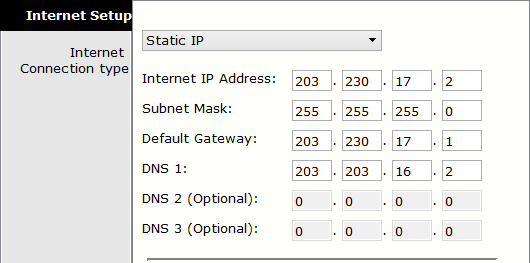 Internet Setup
Internet
Connection type
Static IP
Internet IP Address: 203 . 230 . 17 . 2
Subnet Mask: 255 . 255 . 255 . 0
Default Gateway: 203 . 230 . 17 . 1
DNS 1: 203 . 203 . 16 . 2
DNS 2 (Optional): 0 . 0 . 0 . 0
DNS 3 (Optional): 0 . 0 . 0 . 0